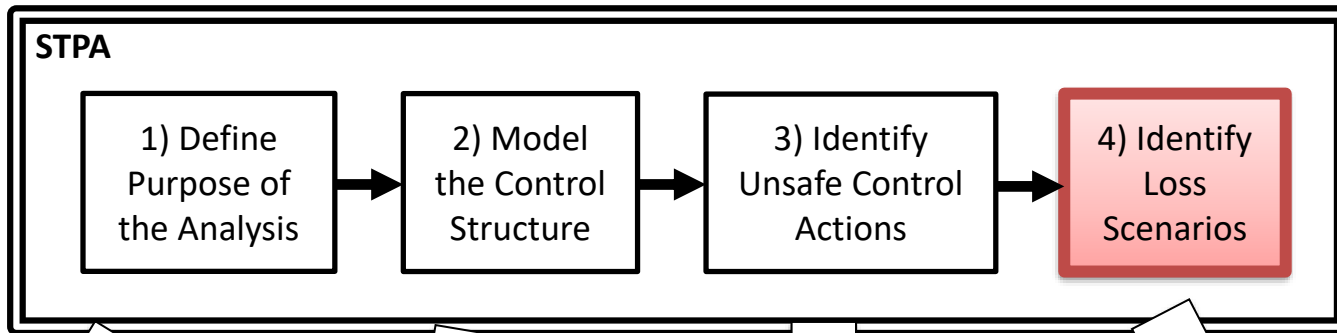 STPA
1) Define
Purpose of
the Analysis
2) Model
the Control
Structure
3) Identify
Unsafe Control
Actions
4) Identify
Loss
Scenarios